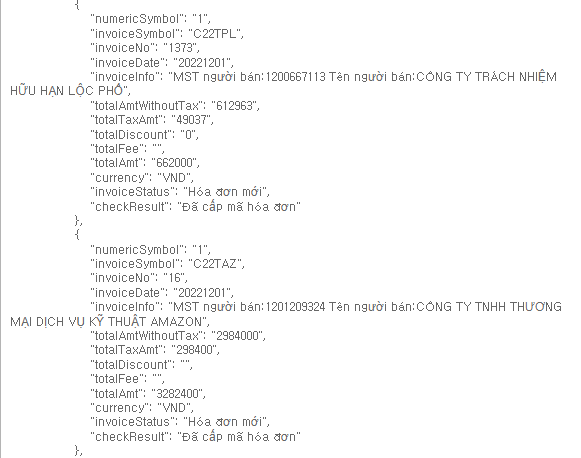 {
"numericSymbol": "1",
"invoiceSymbol": "C22TPL",
"invoiceNo": "1373",
"invoiceDate": "20221201",
"invoiceInfo": "MST người bán:1200667113 Tên người bán:CÔNG TY TRÁCH NHIỆM
HỮU HẠN LỘC PHỐ",
"totalAmtWithoutTax": "612963",
"totalTaxAmt": "49037",
"totalDiscount": "0",
"totalFee": "",
"totalAmt": "662000",
"currency": "VND",
"invoiceStatus": "Hóa đơn mới",
"checkResult": "Đã cấp mã hóa đơn"
},
{
"numericSymbol": "1",
"invoiceSymbol": "C22TAZ",
"invoiceNo": "16",
"invoiceDate": "20221201",
"invoiceInfo": "MST người bán:1201209324 Tên người bán:CÔNG TY TNHH THƯƠNG
MẠI DỊCH VỤ KỸ THUẬT AMAZON",
"totalAmtWithoutTax": "2984000",
"totalTaxAmt": "298400",
"totalDiscount": "",
"totalFee": "",
"totalAmt": "3282400",
"currency": "VND",
"invoiceStatus": "Hóa đơn mới",
"checkResult": "Đã cấp mã hóa đơn"
},